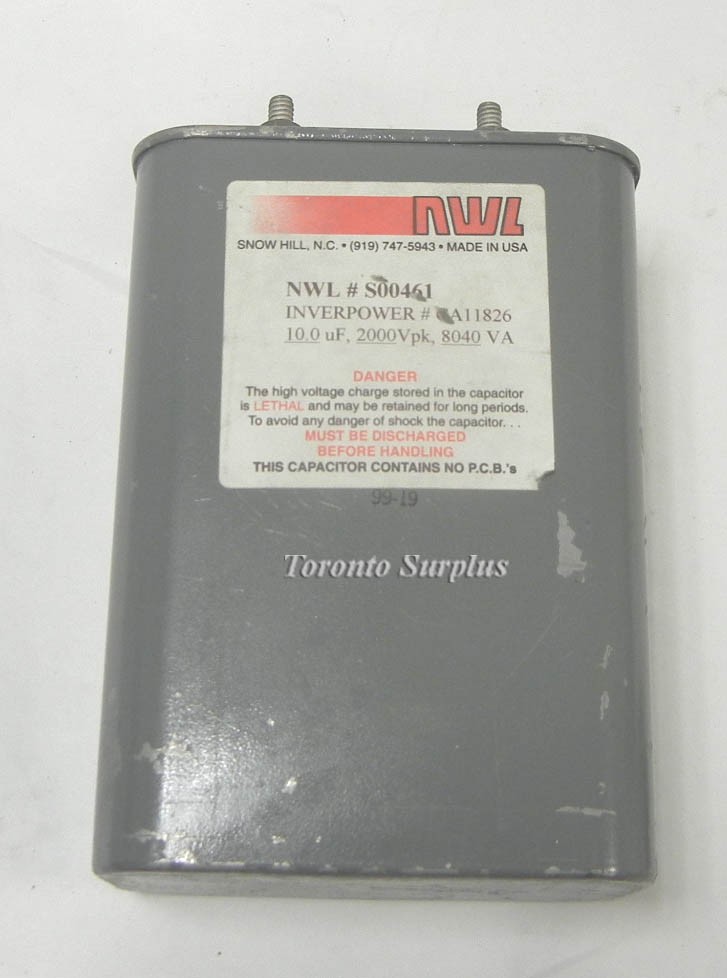 NWL
SNOW HILL, N.C. • (919) 747-5943 • MADE IN USA
NWL # S00461
INVERPOWER # A11826
10.0 uF, 2000Vpk, 8040 VA
DANGER
The high voltage charge stored in the capacitor
is LETHAL and may be retained for long periods.
To avoid any danger of shock the capacitor. . .
MUST BE DISCHARGED
BEFORE HANDLING
THIS CAPACITOR CONTAINS NO P.C.B.'s
99-19
Toronto Surplus